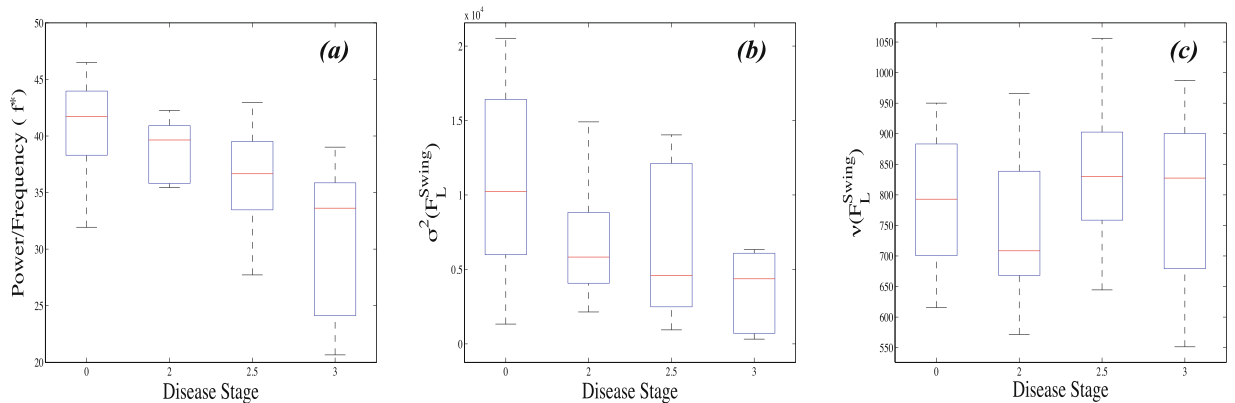 (a)
Power/Frequency ( f*)
50
45
40
35
30
25
20
0 2 2.5 3
Disease Stage
(b)
x 10⁴
σ²(F_L^Swing)
2
1.5
1
0.5
0
0 2 2.5 3
Disease Stage
(c)
ν(F_L^Swing)
1050
1000
950
900
850
800
750
700
650
600
550
0 2 2.5 3
Disease Stage